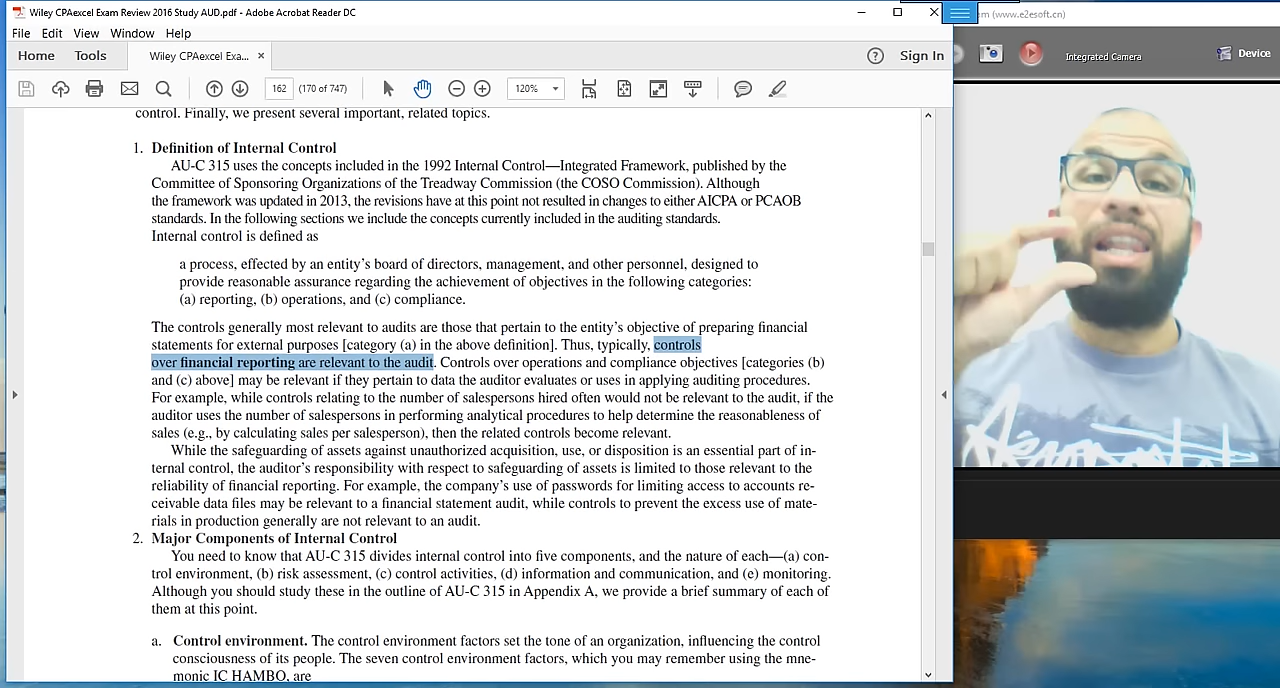 Wiley CPAexcel Exam Review 2016 Study AUD.pdf - Adobe Acrobat Reader DC
em (www.e2esoft.cn)
File Edit View Window Help
Home Tools Wiley CPAexcel Exa... × Sign In
Integrated Camera Device
162 (170 of 747) 120%
control. Finally, we present several important, related topics.
1. Definition of Internal Control
AU-C 315 uses the concepts included in the 1992 Internal Control—Integrated Framework, published by the
Committee of Sponsoring Organizations of the Treadway Commission (the COSO Commission). Although
the framework was updated in 2013, the revisions have at this point not resulted in changes to either AICPA or PCAOB
standards. In the following sections we include the concepts currently included in the auditing standards.
Internal control is defined as
a process, effected by an entity's board of directors, management, and other personnel, designed to
provide reasonable assurance regarding the achievement of objectives in the following categories:
(a) reporting, (b) operations, and (c) compliance.
The controls generally most relevant to audits are those that pertain to the entity's objective of preparing financial
statements for external purposes [category (a) in the above definition]. Thus, typically, controls
over financial reporting are relevant to the audit. Controls over operations and compliance objectives [categories (b)
and (c) above] may be relevant if they pertain to data the auditor evaluates or uses in applying auditing procedures.
For example, while controls relating to the number of salespersons hired often would not be relevant to the audit, if the
auditor uses the number of salespersons in performing analytical procedures to help determine the reasonableness of
sales (e.g., by calculating sales per salesperson), then the related controls become relevant.
While the safeguarding of assets against unauthorized acquisition, use, or disposition is an essential part of in-
ternal control, the auditor's responsibility with respect to safeguarding of assets is limited to those relevant to the
reliability of financial reporting. For example, the company's use of passwords for limiting access to accounts re-
ceivable data files may be relevant to a financial statement audit, while controls to prevent the excess use of mate-
rials in production generally are not relevant to an audit.
2. Major Components of Internal Control
You need to know that AU-C 315 divides internal control into five components, and the nature of each—(a) con-
trol environment, (b) risk assessment, (c) control activities, (d) information and communication, and (e) monitoring.
Although you should study these in the outline of AU-C 315 in Appendix A, we provide a brief summary of each of
them at this point.
a. Control environment. The control environment factors set the tone of an organization, influencing the control
consciousness of its people. The seven control environment factors, which you may remember using the mne-
monic IC HAMBO, are